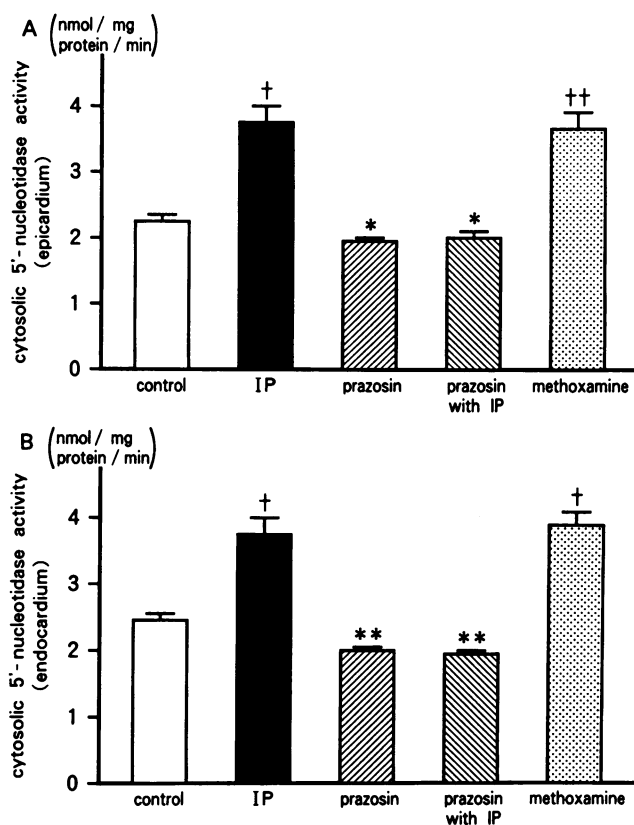 A
(nmol / mg
protein / min)
cytosolic 5'-nucleotidase activity
(epicardium)
4
3
2
1
0
†
*
*
††
control
IP
prazosin
prazosin
with IP
methoxamine
B
(nmol / mg
protein / min)
cytosolic 5'-nucleotidase activity
(endocardium)
4
3
2
1
0
†
**
**
†
control
IP
prazosin
prazosin
with IP
methoxamine